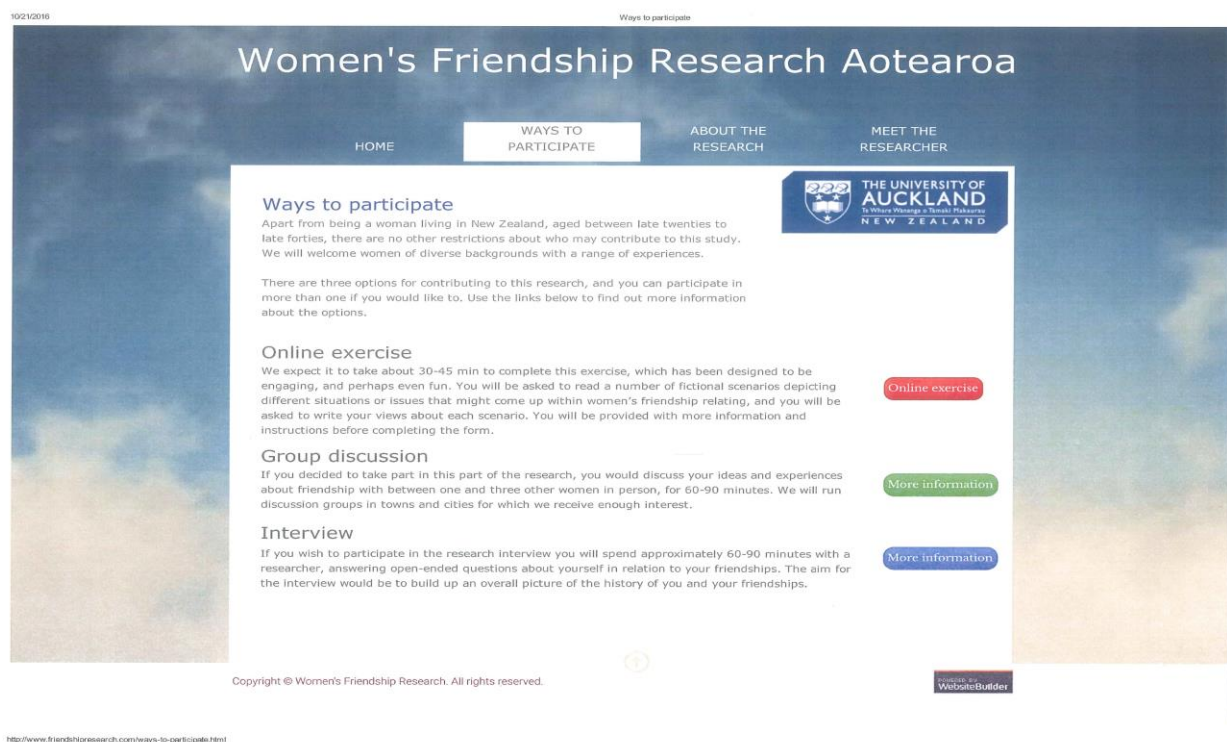 10/21/2016
Ways to participate
Women's Friendship Research Aotearoa
HOME
WAYS TO
PARTICIPATE
ABOUT THE
RESEARCH
MEET THE
RESEARCHER
THE UNIVERSITY OF
AUCKLAND
Te Whare Wananga o Tamaki Makaurau
NEW ZEALAND
Ways to participate
Apart from being a woman living in New Zealand, aged between late twenties to
late forties, there are no other restrictions about who may contribute to this study.
We will welcome women of diverse backgrounds with a range of experiences.
There are three options for contributing to this research, and you can participate in
more than one if you would like to. Use the links below to find out more information
about the options.
Online exercise
We expect it to take about 30-45 min to complete this exercise, which has been designed to be
engaging, and perhaps even fun. You will be asked to read a number of fictional scenarios depicting
different situations or issues that might come up within women's friendship relating, and you will be
asked to write your views about each scenario. You will be provided with more information and
instructions before completing the form.
Online exercise
Group discussion
If you decided to take part in this part of the research, you would discuss your ideas and experiences
about friendship with between one and three other women in person, for 60-90 minutes. We will run
discussion groups in towns and cities for which we receive enough interest.
More information
Interview
If you wish to participate in the research interview you will spend approximately 60-90 minutes with a
researcher, answering open-ended questions about yourself in relation to your friendships. The aim for
the interview would be to build up an overall picture of the history of you and your friendships.
More information
Copyright © Women's Friendship Research. All rights reserved.
POWERED BY
WebsiteBuilder
http://www.friendshipresearch.com/ways-to-participate.html